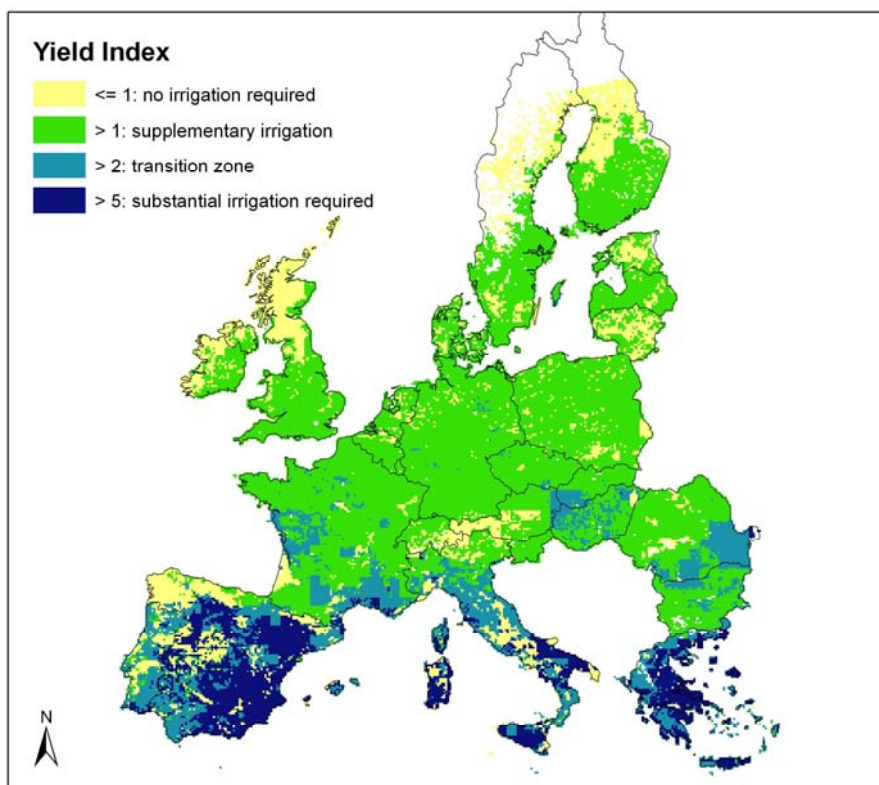 Yield Index
<= 1: no irrigation required
> 1: supplementary irrigation
> 2: transition zone
> 5: substantial irrigation required
N